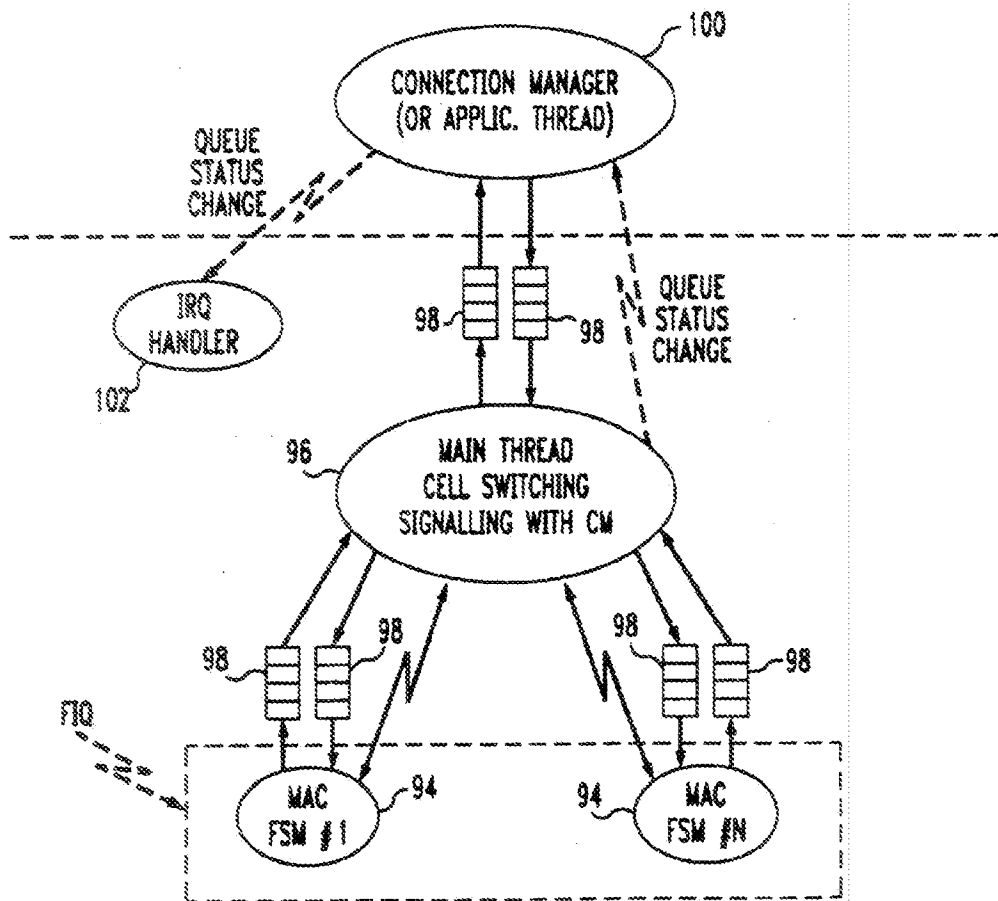 100
CONNECTION MANAGER
(OR APPLIC. THREAD)
QUEUE
STATUS
CHANGE
IRQ
HANDLER
102
98
98
QUEUE
STATUS
CHANGE
96
MAIN THREAD
CELL SWITCHING
SIGNALLING WITH CM
98
98
98
98
FIQ
MAC
FSM #1
94
94
MAC
FSM #N